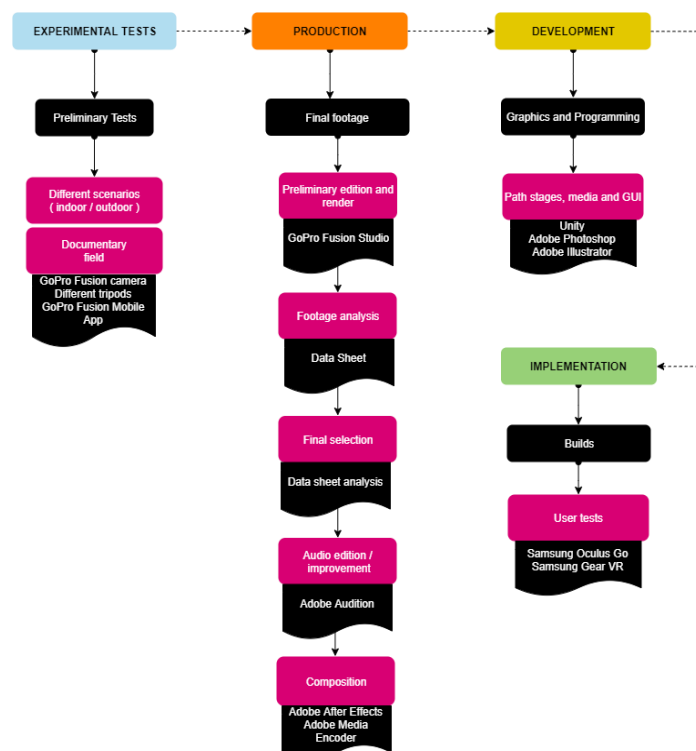 EXPERIMENTAL TESTS
Preliminary Tests
Different scenarios
( indoor / outdoor )
Documentary
field
GoPro Fusion camera
Different tripods
GoPro Fusion Mobile
App
PRODUCTION
Final footage
Preliminary edition and
render
GoPro Fusion Studio
Footage analysis
Data Sheet
Final selection
Data sheet analysis
Audio edition /
improvement
Adobe Audition
Composition
Adobe After Effects
Adobe Media
Encoder
DEVELOPMENT
Graphics and Programming
Path stages, media and GUI
Unity
Adobe Photoshop
Adobe Illustrator
IMPLEMENTATION
Builds
User tests
Samsung Oculus Go
Samsung Gear VR